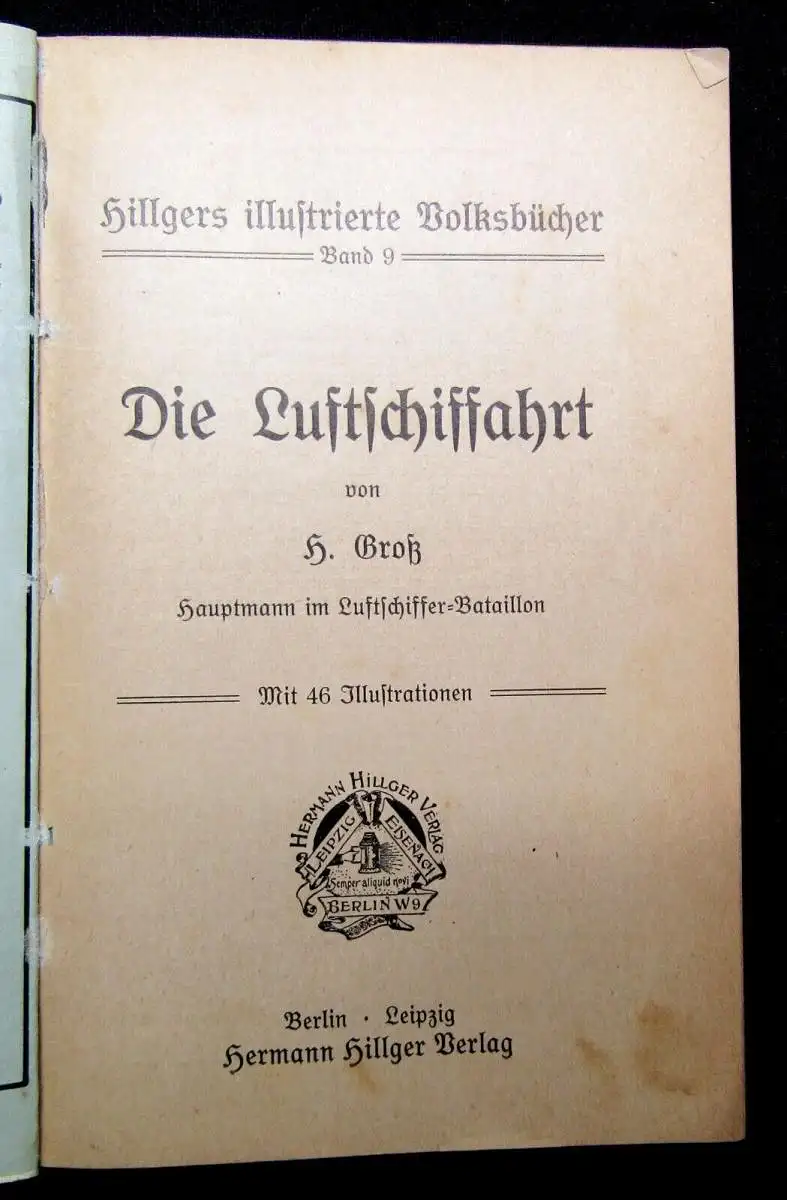 Hillgers illuſtrierte Volksbücher
Band 9
Die Luftſchiffahrt
von
H. Groß
Hauptmann im Luftſchiffer=Bataillon
Mit 46 Illuſtrationen
HERMANN HILLGER VERLAG
LEIPZIG EISENACH
Semper aliquid novi
BERLIN W9
Berlin · Leipzig
Hermann Hillger Verlag